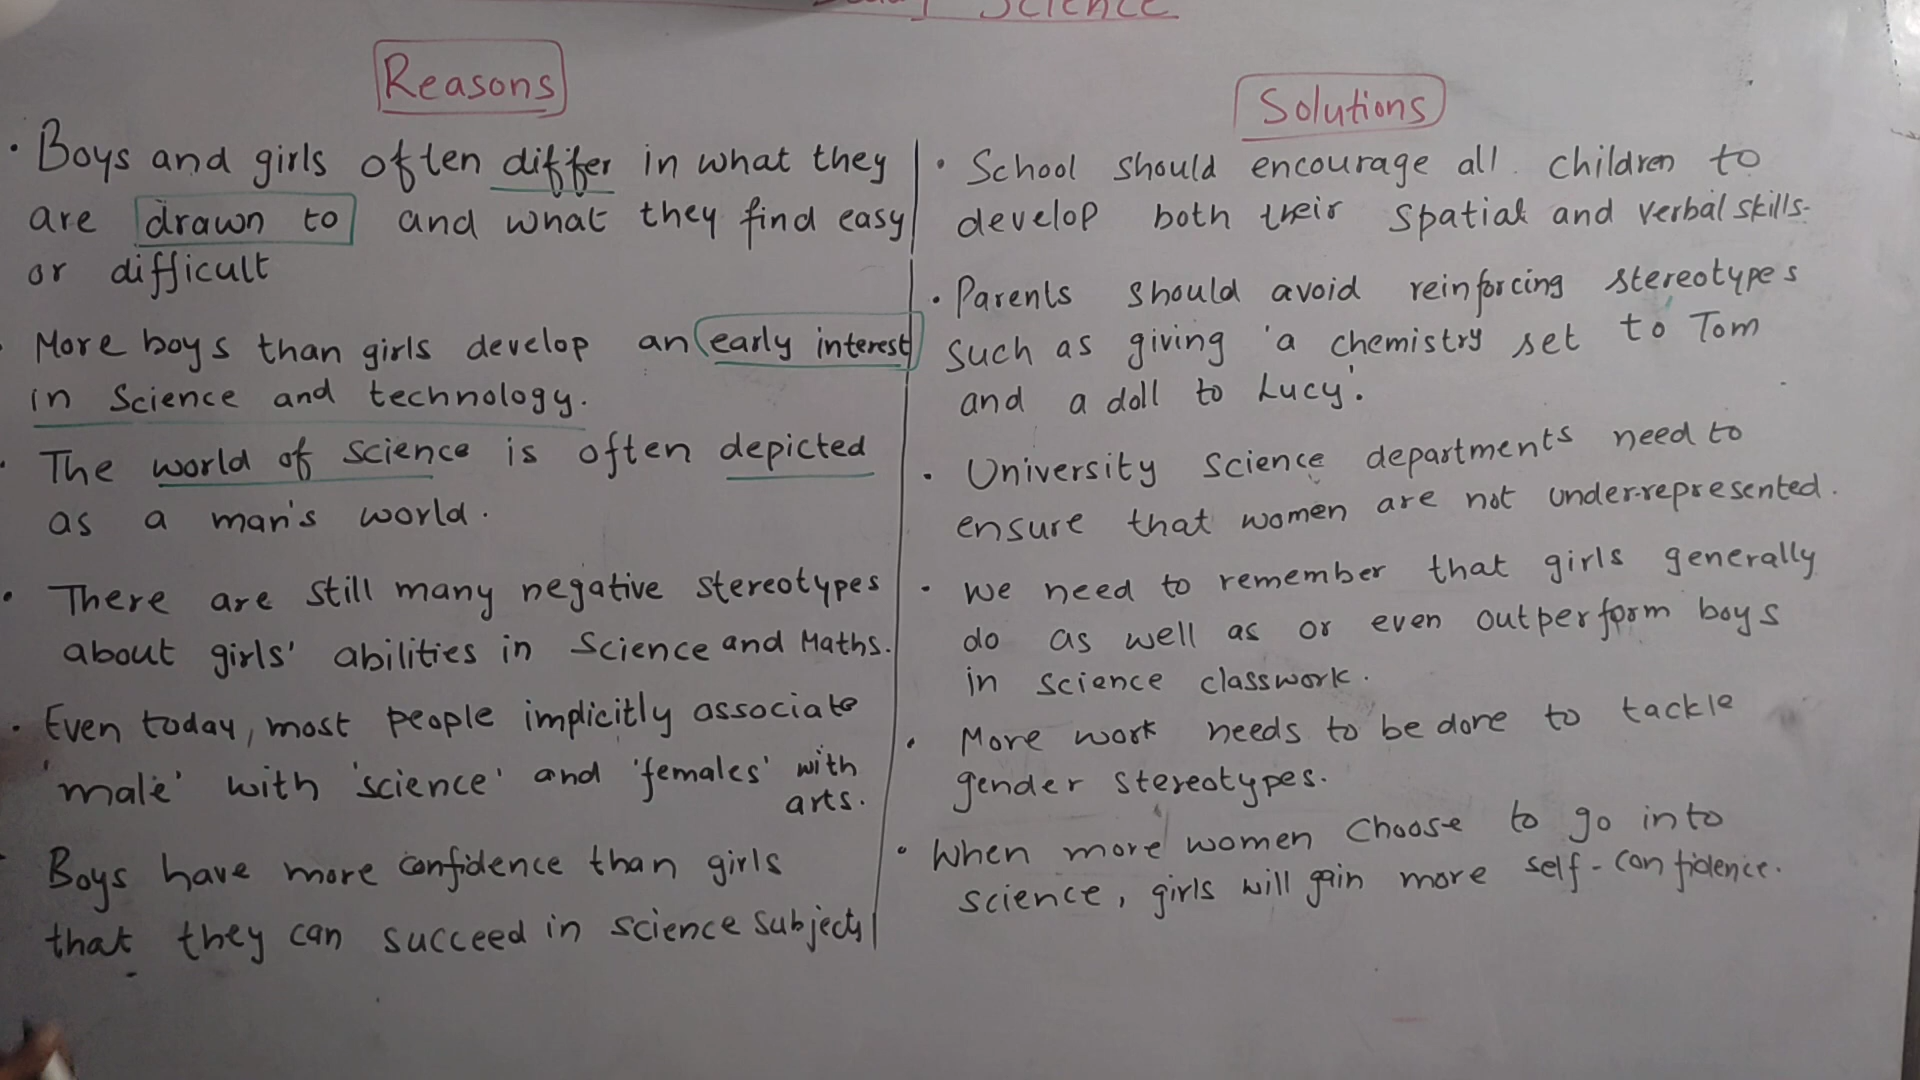 Science
Reasons
• Boys and girls often differ in what they
are drawn to and what they find easy
or difficult
• More boys than girls develop an early interest
in Science and technology.
• The world of science is often depicted
as a man's world.
• There are still many negative stereotypes
about girls' abilities in Science and Maths.
• Even today, most people implicitly associate
'male' with 'science' and 'females' with
arts.
• Boys have more confidence than girls
that they can succeed in science subjects
Solutions
• School should encourage all children to
develop both their spatial and verbal skills.
• Parents should avoid reinforcing stereotypes
such as giving 'a chemistry set to Tom
and a doll to Lucy'.
• University science departments need to
ensure that women are not under-represented.
• We need to remember that girls generally
do as well as or even outperform boys
in science classwork.
• More work needs to be done to tackle
gender stereotypes.
• When more women choose to go into
science, girls will gain more self-confidence.